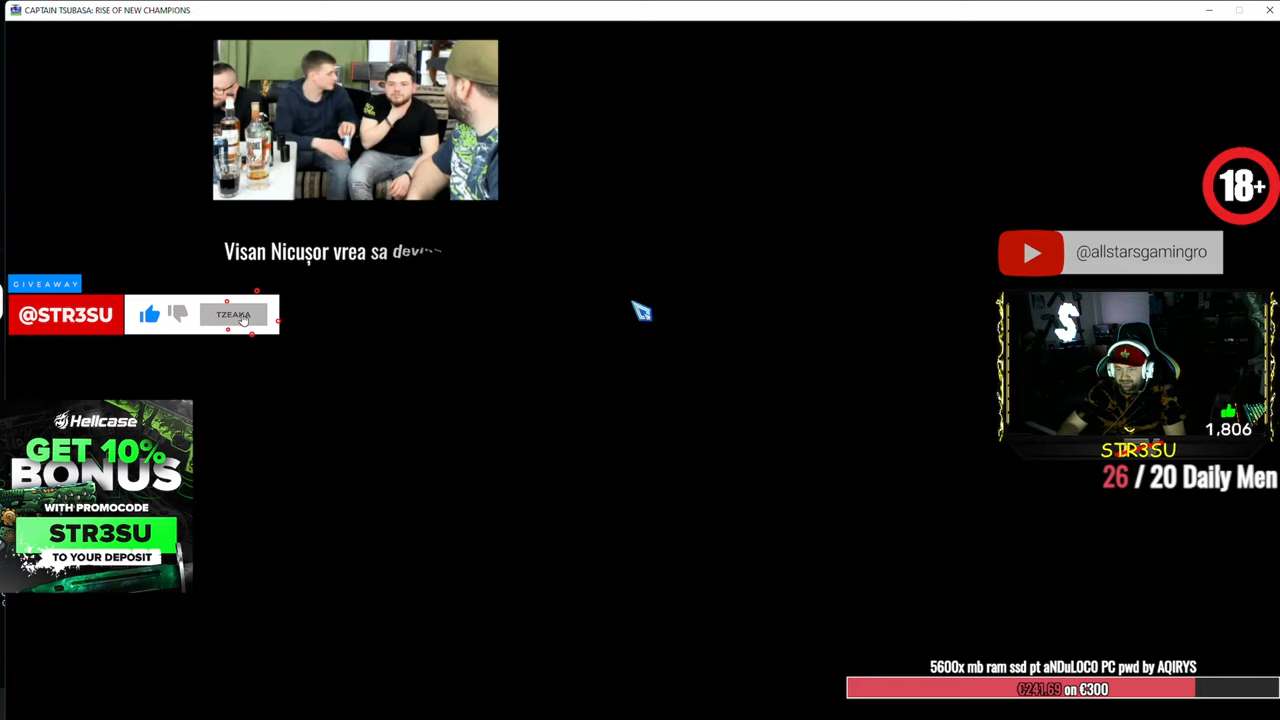 CAPTAIN TSUBASA: RISE OF NEW CHAMPIONS
18+
Visan Nicușor vrea sa
@allstarsgamingro
GIVEAWAY
@STR3SU
TZEAKA
S
1,806
STR3SU
26 / 20 Daily Men
Hellcase
GET 10%
BONUS
WITH PROMOCODE
STR3SU
TO YOUR DEPOSIT
5600x mb ram ssd pt aNDuLOCO PC pwd by AQIRYS
€241.69 on €300